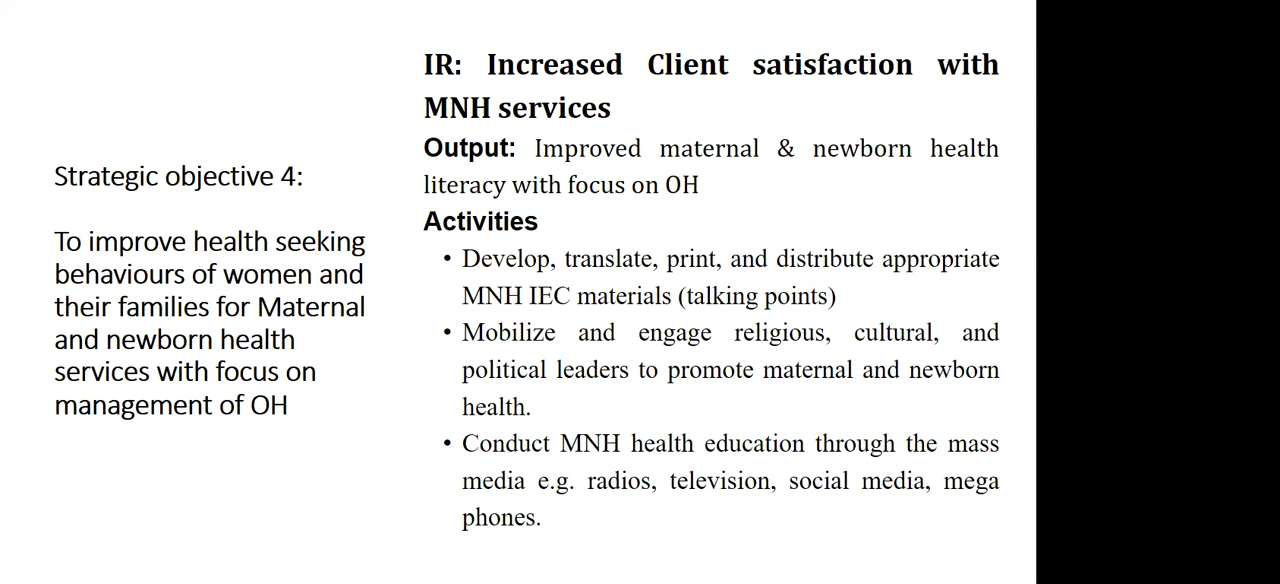 Strategic objective 4:
To improve health seeking
behaviours of women and
their families for Maternal
and newborn health
services with focus on
management of OH
IR: Increased Client satisfaction with
MNH services
Output: Improved maternal & newborn health
literacy with focus on OH
Activities
• Develop, translate, print, and distribute appropriate
MNH IEC materials (talking points)
• Mobilize and engage religious, cultural, and
political leaders to promote maternal and newborn
health.
• Conduct MNH health education through the mass
media e.g. radios, television, social media, mega
phones.